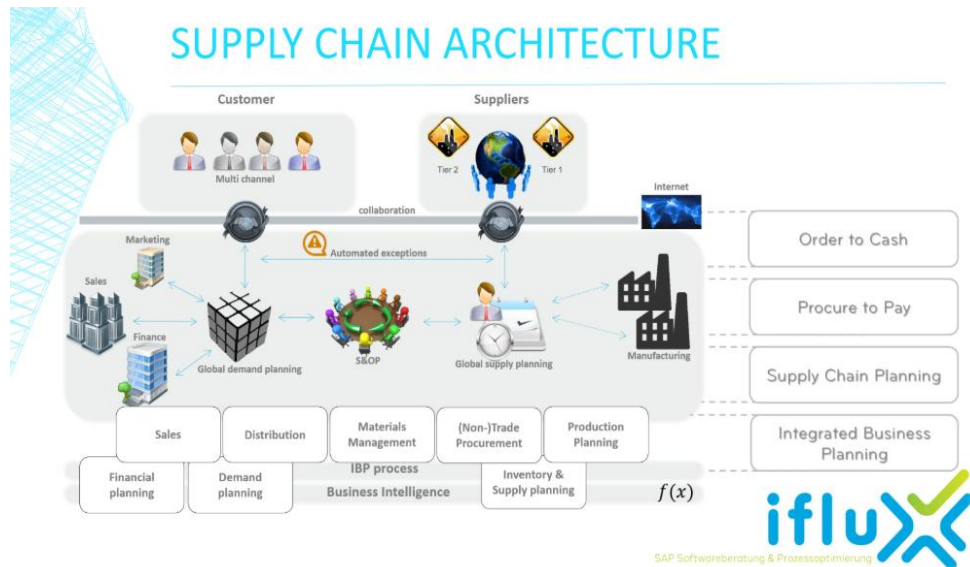 SUPPLY CHAIN ARCHITECTURE
Customer
Suppliers
Multi channel
Tier 2
Tier 1
Internet
collaboration
Marketing
Automated exceptions
Sales
Finance
Global demand planning
S&OP
Global supply planning
Manufacturing
Order to Cash
Procure to Pay
Supply Chain Planning
Integrated Business
Planning
Sales
Distribution
Materials
Management
(Non-)Trade
Procurement
Production
Planning
IBP process
Financial
planning
Demand
planning
Business Intelligence
Inventory &
Supply planning
f(x)
iflux
SAP Softwareberatung & Prozessoptimierung